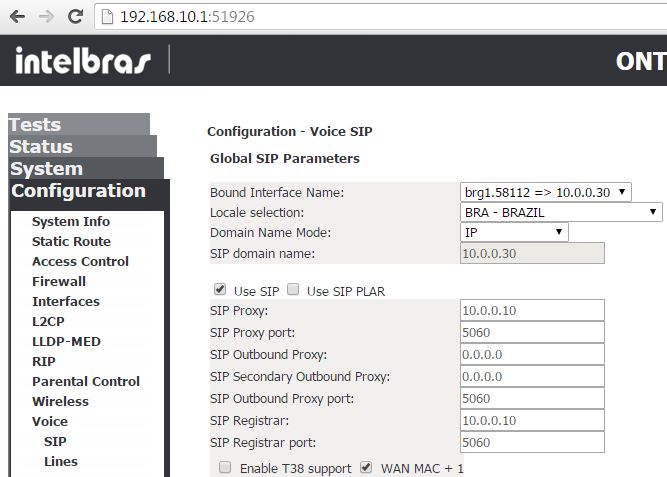 192.168.10.1:51926
intelbras
ONT
Tests
Status
System
Configuration
System Info
Static Route
Access Control
Firewall
Interfaces
L2CP
LLDP-MED
RIP
Parental Control
Wireless
Voice
SIP
Lines
Configuration - Voice SIP
Global SIP Parameters
Bound Interface Name: brg1.58112 => 10.0.0.30
Locale selection: BRA - BRAZIL
Domain Name Mode: IP
SIP domain name: 10.0.0.30
Use SIP Use SIP PLAR
SIP Proxy: 10.0.0.10
SIP Proxy port: 5060
SIP Outbound Proxy: 0.0.0.0
SIP Secondary Outbound Proxy: 0.0.0.0
SIP Outbound Proxy port: 5060
SIP Registrar: 10.0.0.10
SIP Registrar port: 5060
Enable T38 support WAN MAC + 1